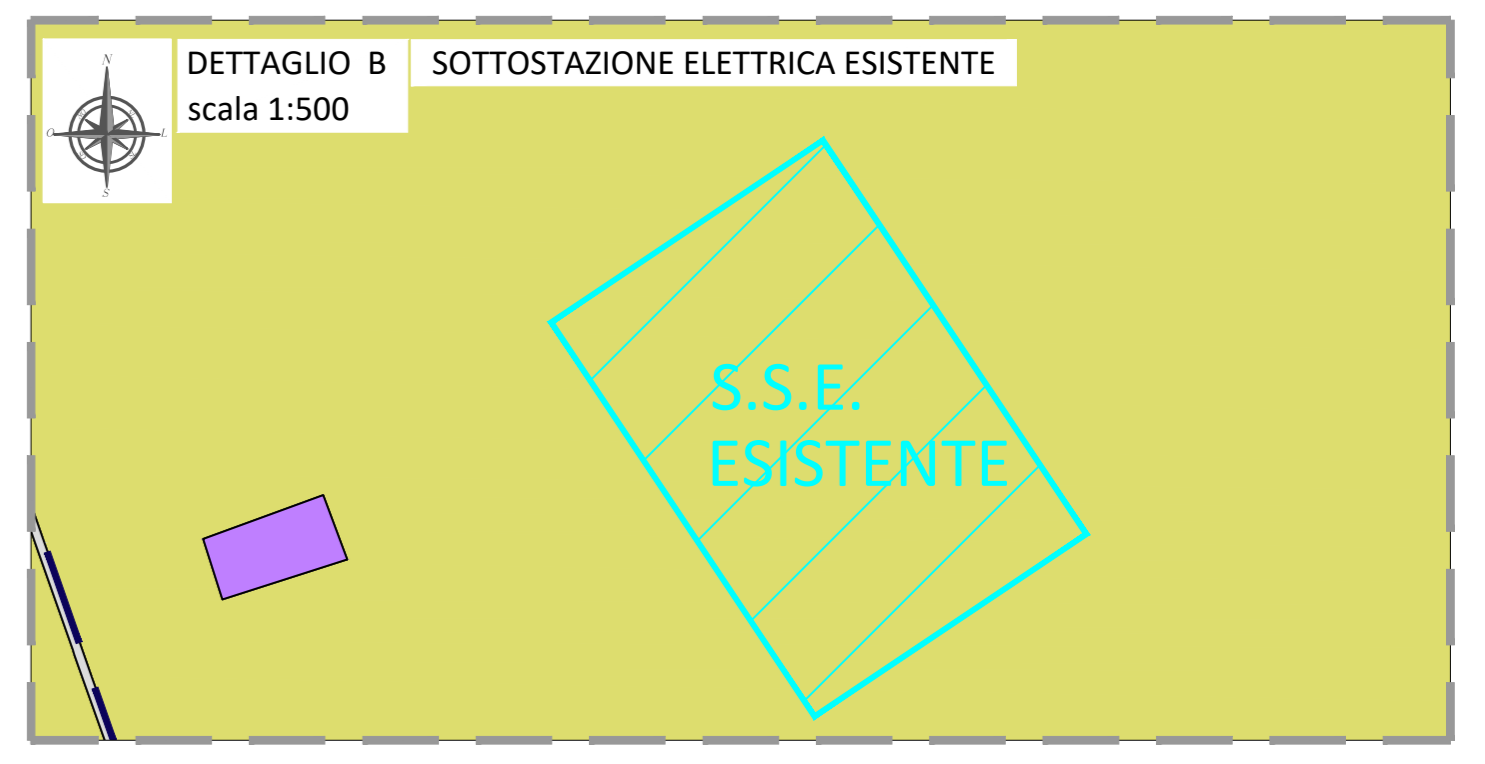 DETTAGLIO B
scala 1:500
SOTTOSTAZIONE ELETTRICA ESISTENTE
N
O
L
S
S.S.E.
ESISTENTE